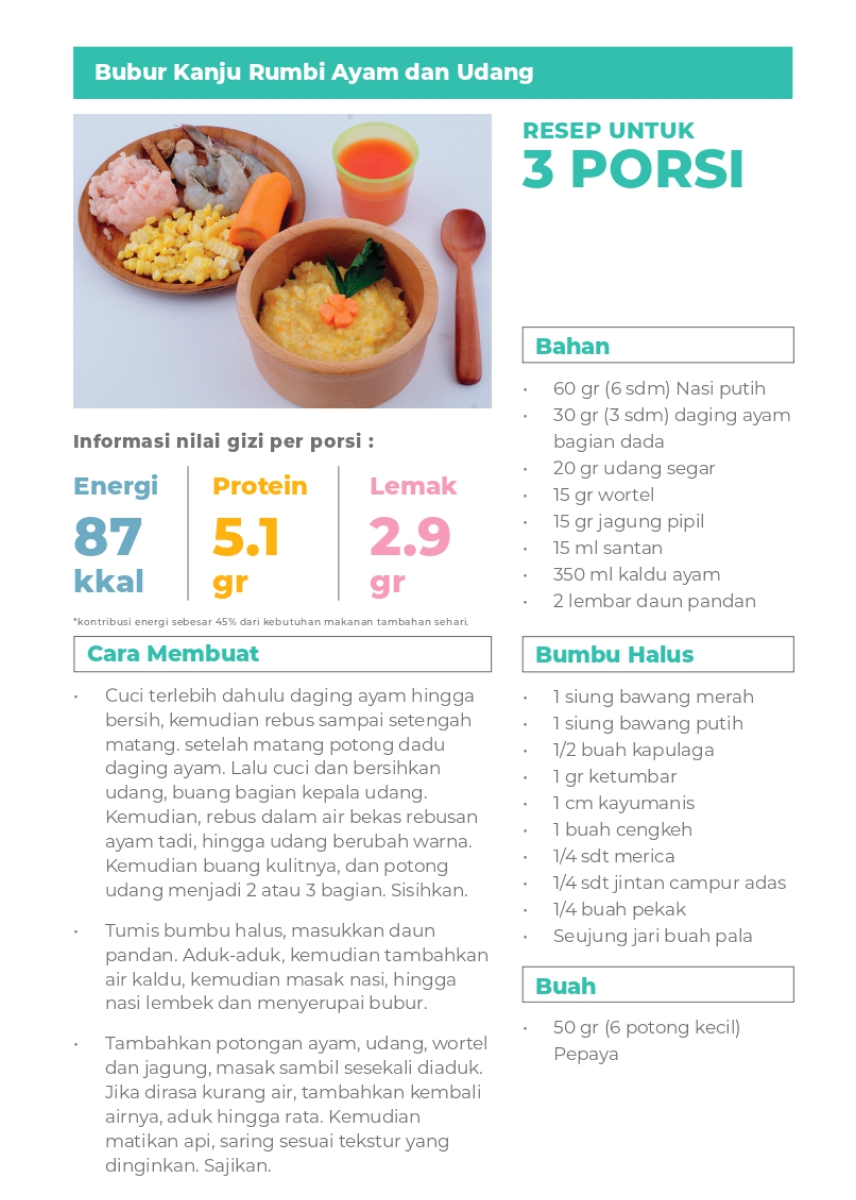 Bubur Kanju Rumbi Ayam dan Udang
RESEP UNTUK
3 PORSI
Informasi nilai gizi per porsi :
Energi
87
kkal
Protein
5.1
gr
Lemak
2.9
gr
*kontribusi energi sebesar 45% dari kebutuhan makanan tambahan sehari.
Cara Membuat
• Cuci terlebih dahulu daging ayam hingga
bersih, kemudian rebus sampai setengah
matang. setelah matang potong dadu
daging ayam. Lalu cuci dan bersihkan
udang, buang bagian kepala udang.
Kemudian, rebus dalam air bekas rebusan
ayam tadi, hingga udang berubah warna.
Kemudian buang kulitnya, dan potong
udang menjadi 2 atau 3 bagian. Sisihkan.
• Tumis bumbu halus, masukkan daun
pandan. Aduk-aduk, kemudian tambahkan
air kaldu, kemudian masak nasi, hingga
nasi lembek dan menyerupai bubur.
• Tambahkan potongan ayam, udang, wortel
dan jagung, masak sambil sesekali diaduk.
Jika dirasa kurang air, tambahkan kembali
airnya, aduk hingga rata. Kemudian
matikan api, saring sesuai tekstur yang
dinginkan. Sajikan.
Bahan
• 60 gr (6 sdm) Nasi putih
• 30 gr (3 sdm) daging ayam
bagian dada
• 20 gr udang segar
• 15 gr wortel
• 15 gr jagung pipil
• 15 ml santan
• 350 ml kaldu ayam
• 2 lembar daun pandan
Bumbu Halus
• 1 siung bawang merah
• 1 siung bawang putih
• 1/2 buah kapulaga
• 1 gr ketumbar
• 1 cm kayumanis
• 1 buah cengkeh
• 1/4 sdt merica
• 1/4 sdt jintan campur adas
• 1/4 buah pekak
• Seujung jari buah pala
Buah
• 50 gr (6 potong kecil)
Pepaya